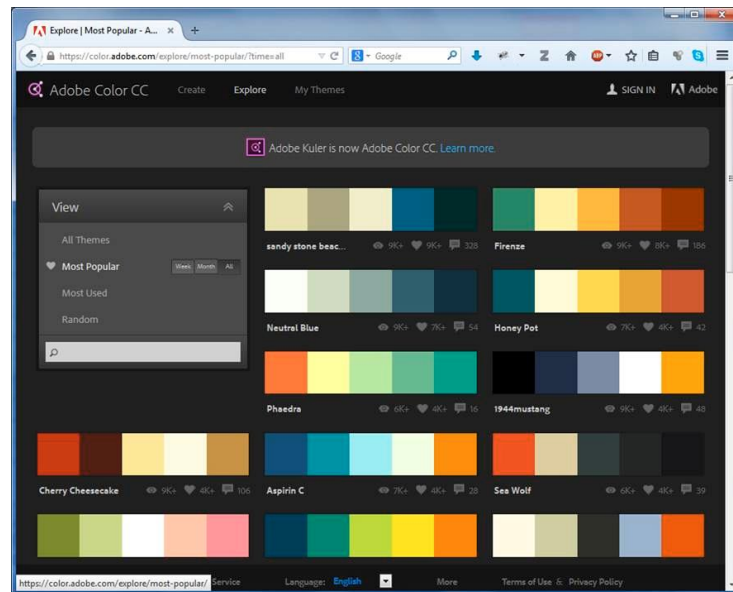 Explore | Most Popular - A...
https://color.adobe.com/explore/most-popular/?time=all
Google
Adobe Color CC Create Explore My Themes SIGN IN Adobe
Adobe Kuler is now Adobe Color CC. Learn more.
View
All Themes
Most Popular Week Month All
Most Used
Random
sandy stone beac... 9K+ 9K+ 328
Firenze 9K+ 8K+ 186
Neutral Blue 9K+ 7K+ 54
Honey Pot 7K+ 4K+ 42
Phaedra 6K+ 4K+ 16
1944mustang 9K+ 4K+ 48
Cherry Cheesecake 9K+ 4K+ 106
Aspirin C 7K+ 4K+ 28
Sea Wolf 6K+ 4K+ 39
https://color.adobe.com/explore/most-popular/ Service Language: English More Terms of Use & Privacy Policy